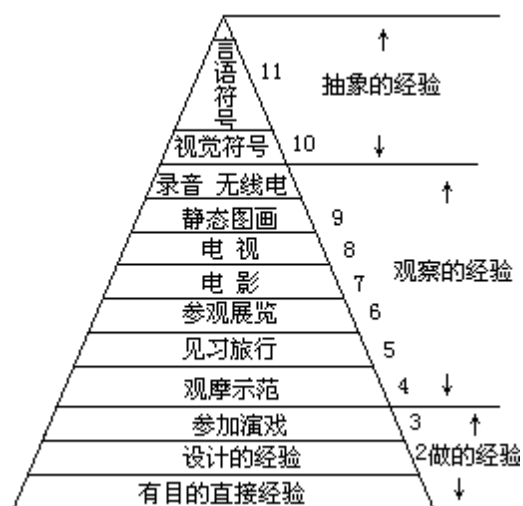 言语符号
11
抽象的经验
视觉符号
10
录音 无线电
静态图画
9
电 视
8
电 影
7
观察的经验
参观展览
6
见习旅行
5
观摩示范
4
参加演戏
3
设计的经验
2做的经验
有目的直接经验